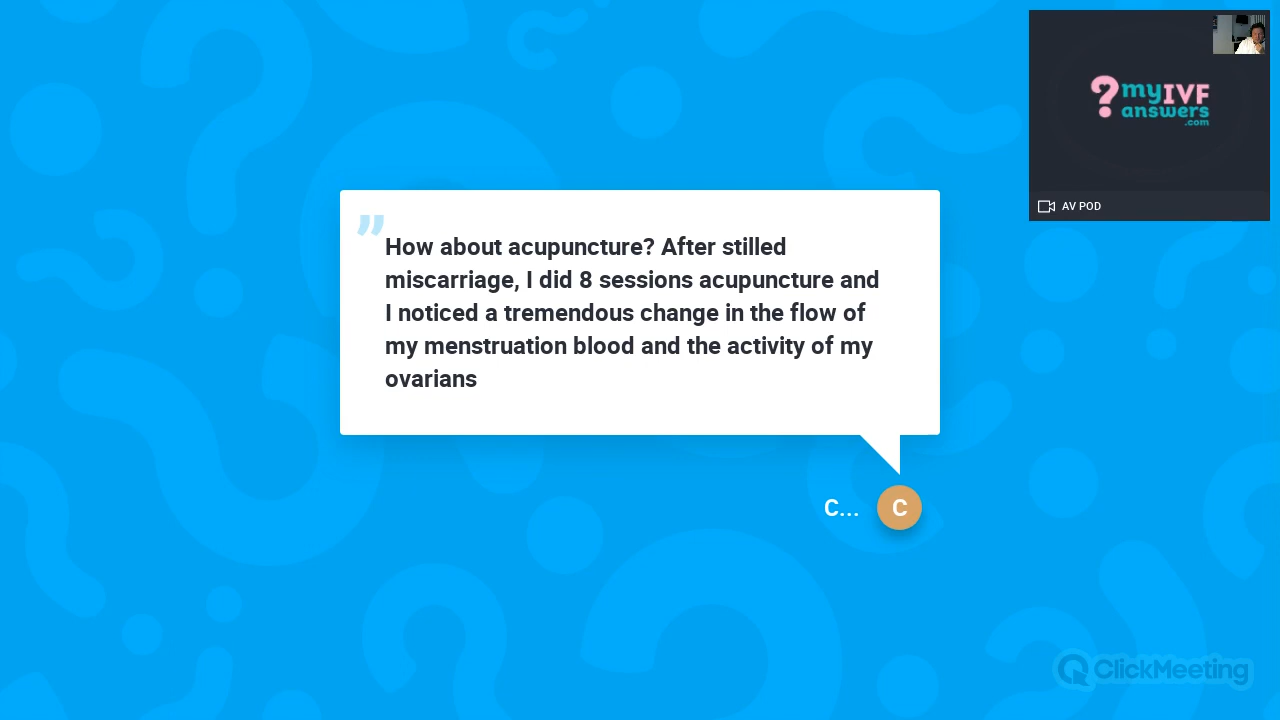 ?myIVF
answers
.com
AV POD
"
How about acupuncture? After stilled
miscarriage, I did 8 sessions acupuncture and
I noticed a tremendous change in the flow of
my menstruation blood and the activity of my
ovarians
C... C
ClickMeeting